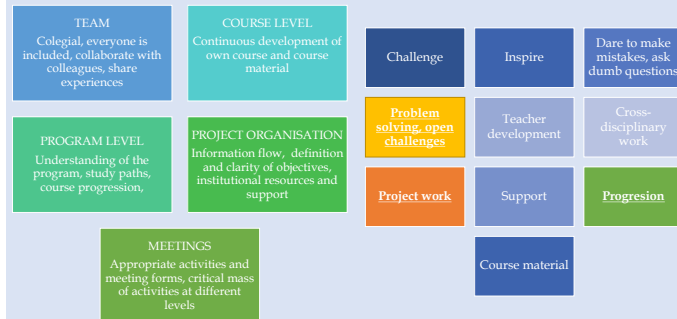 TEAM
Colegial, everyone is
included, collaborate with
colleagues, share
experiences
COURSE LEVEL
Continuous development of
own course and course
material
PROGRAM LEVEL
Understanding of the
program, study paths,
course progression,
PROJECT ORGANISATION
Information flow, definition
and clarity of objectives,
institutional resources and
support
MEETINGS
Appropriate activities and
meeting forms, critical mass
of activities at different
levels
Challenge
Inspire
Dare to make
mistakes, ask
dumb questions
Problem
solving, open
challenges
Teacher
development
Cross-
disciplinary
work
Project work
Support
Progresion
Course material